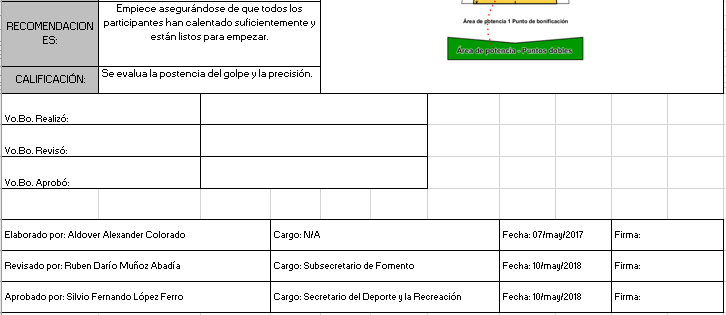 RECOMENDACION
ES:
Empiece asegurándose de que todos los
participantes han calentado suficientemente y
están listos para empezar.
Área de potencia 1 Punto de bonificación
Área de potencia - Puntos dobles
CALIFICACIÓN:
Se evalua la postencia del golpe y la precisión.
Vo.Bo. Realizó:
Vo.Bo. Revisó:
Vo.Bo. Aprobó:
Elaborado por: Aldover Alexander Colorado Cargo: N/A Fecha: 07/may/2017 Firma:
Revisado por: Ruben Darío Muñoz Abadía Cargo: Subsecretario de Fomento Fecha: 10/may/2018 Firma:
Aprobado por: Silvio Fernando López Ferro Cargo: Secretario del Deporte y la Recreación Fecha: 10/may/2018 Firma: